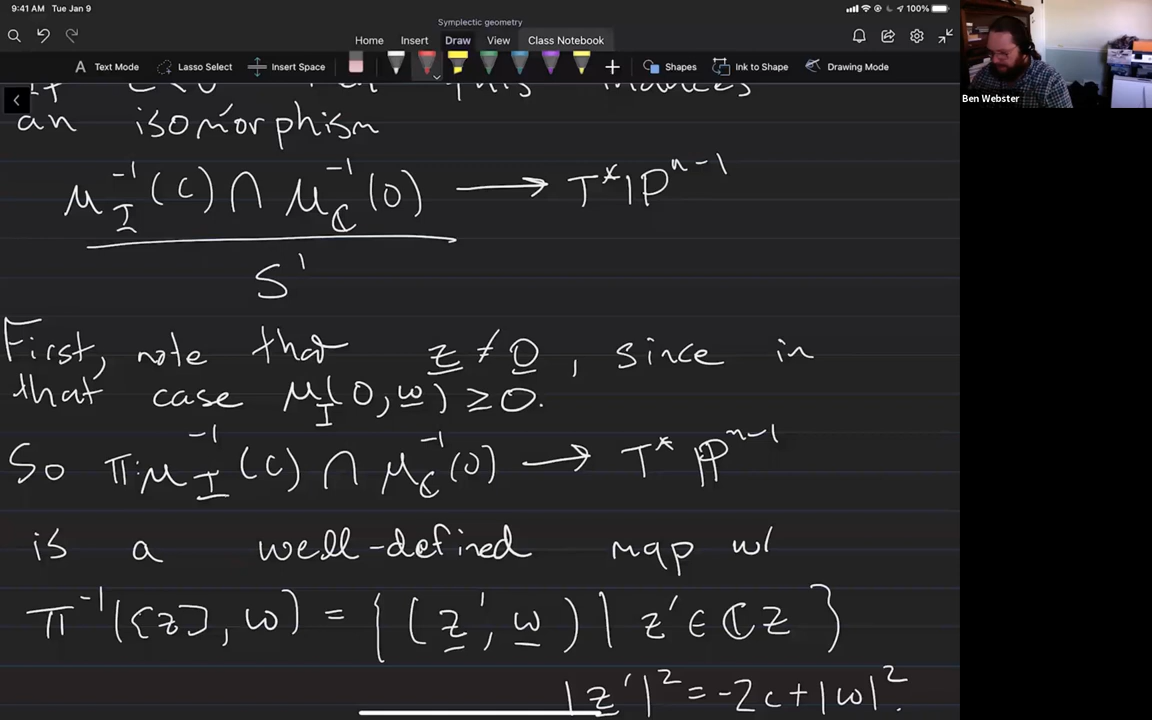 9:41 AM Tue Jan 9
100%
Symplectic geometry
Home Insert Draw View Class Notebook
Text Mode Lasso Select Insert Space Shapes Ink to Shape Drawing Mode
Ben Webster
this induces
an isomorphism
μ_I^{-1}(c) ∩ μ_ℂ^{-1}(0) ⟶ T*ℙ^{n-1}
S^1
First, note that z ≠ 0, since in
that case μ_I(0, w) ≥ 0.
So π: μ_I^{-1}(c) ∩ μ_ℂ^{-1}(0) ⟶ T*ℙ^{n-1}
is a well-defined map w/
π^{-1}([z], w) = { (z', w) | z' ∈ ℂz }
|z'|^2 = -2c + |w|^2.